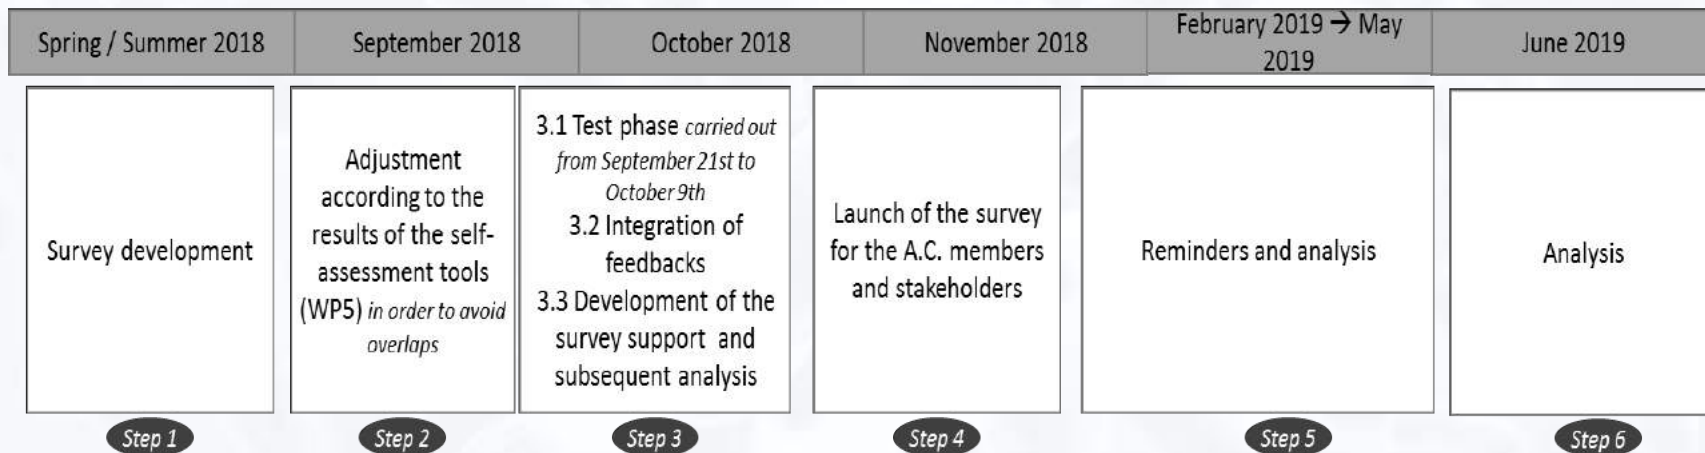 Spring / Summer 2018
September 2018
October 2018
November 2018
February 2019 → May
2019
June 2019
Survey development
Adjustment
according to the
results of the self-
assessment tools
(WP5) in order to avoid
overlaps
3.1 Test phase carried out
from September 21st to
October 9th
3.2 Integration of
feedbacks
3.3 Development of the
survey support and
subsequent analysis
Launch of the survey
for the A.C. members
and stakeholders
Reminders and analysis
Analysis
Step 1
Step 2
Step 3
Step 4
Step 5
Step 6